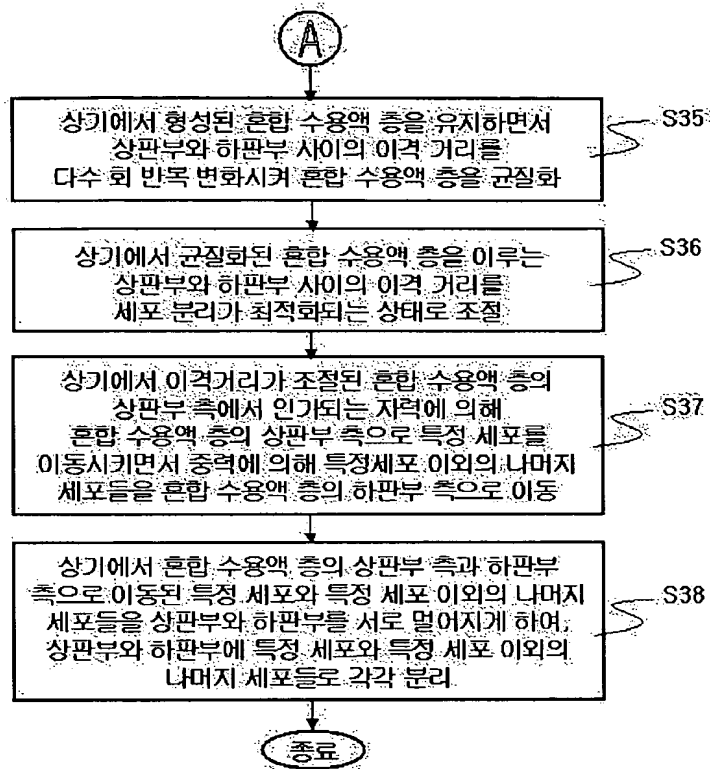 A
상기에서 형성된 혼합 수용액 층을 유지하면서
S35
상판부와 하판부 사이의 이격 거리를
다수 회 반복 변화시켜 혼합 수용액 층을 균질화
상기에서 균질화된 혼합 수용액 층을 이루는
S36
상판부와 하판부 사이의 이격 거리를
세포 분리가 최적화되는 상태로 조절
상기에서 이격거리가 조절된 혼합 수용액 층의
상판부 측에서 인가되는 자력에 의해
S37
혼합 수용액 층의 상판부 측으로 특정 세포를
이동시키면서 중력에 의해 특정세포 이외의 나머지
세포들을 혼합 수용액 층의 하판부 측으로 이동
상기에서 혼합 수용액 층의 상판부 측과 하판부
측으로 이동된 특정 세포와 특정 세포 이외의 나머지
S38
세포들을 상판부와 하판부를 서로 멀어지게 하여,
상판부와 하판부에 특정 세포와 특정 세포 이외의
나머지 세포들로 각각 분리
종료